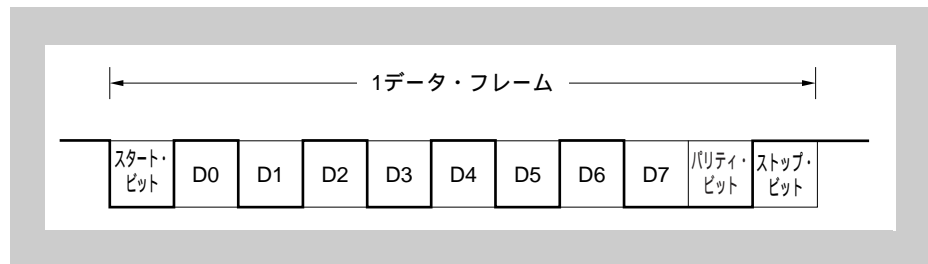 1データ・フレーム
スタート・
ビット
D0
D1
D2
D3
D4
D5
D6
D7
パリティ・
ビット
ストップ・
ビット